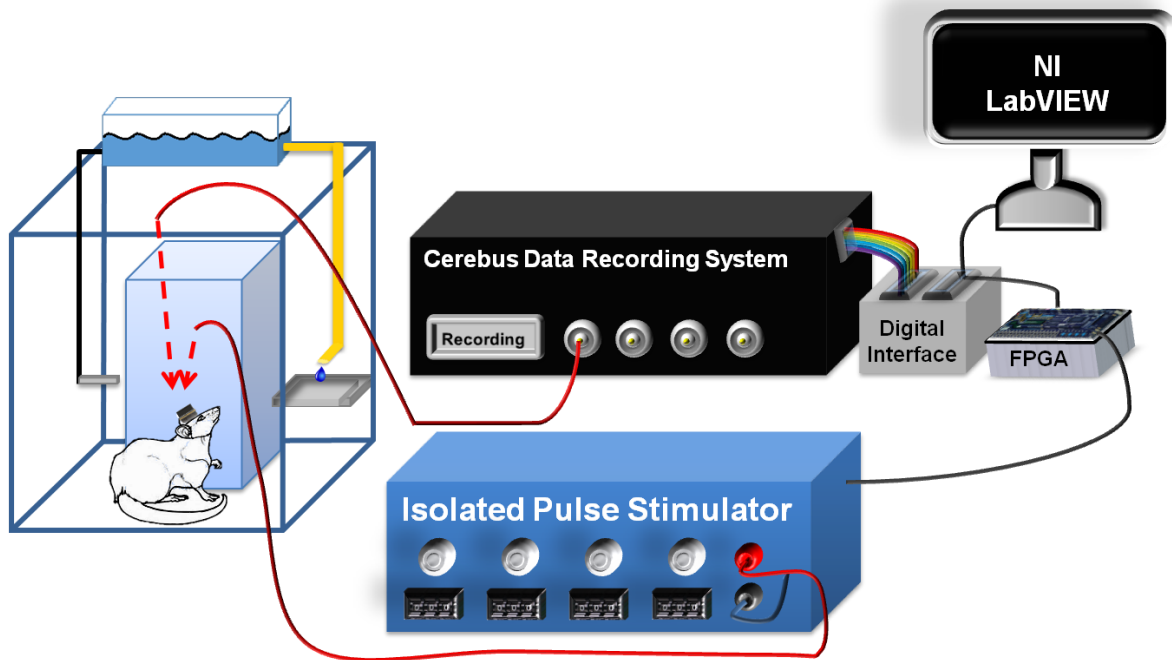 NI
LabVIEW
Cerebus Data Recording System
Recording
Digital
Interface
FPGA
Isolated Pulse Stimulator